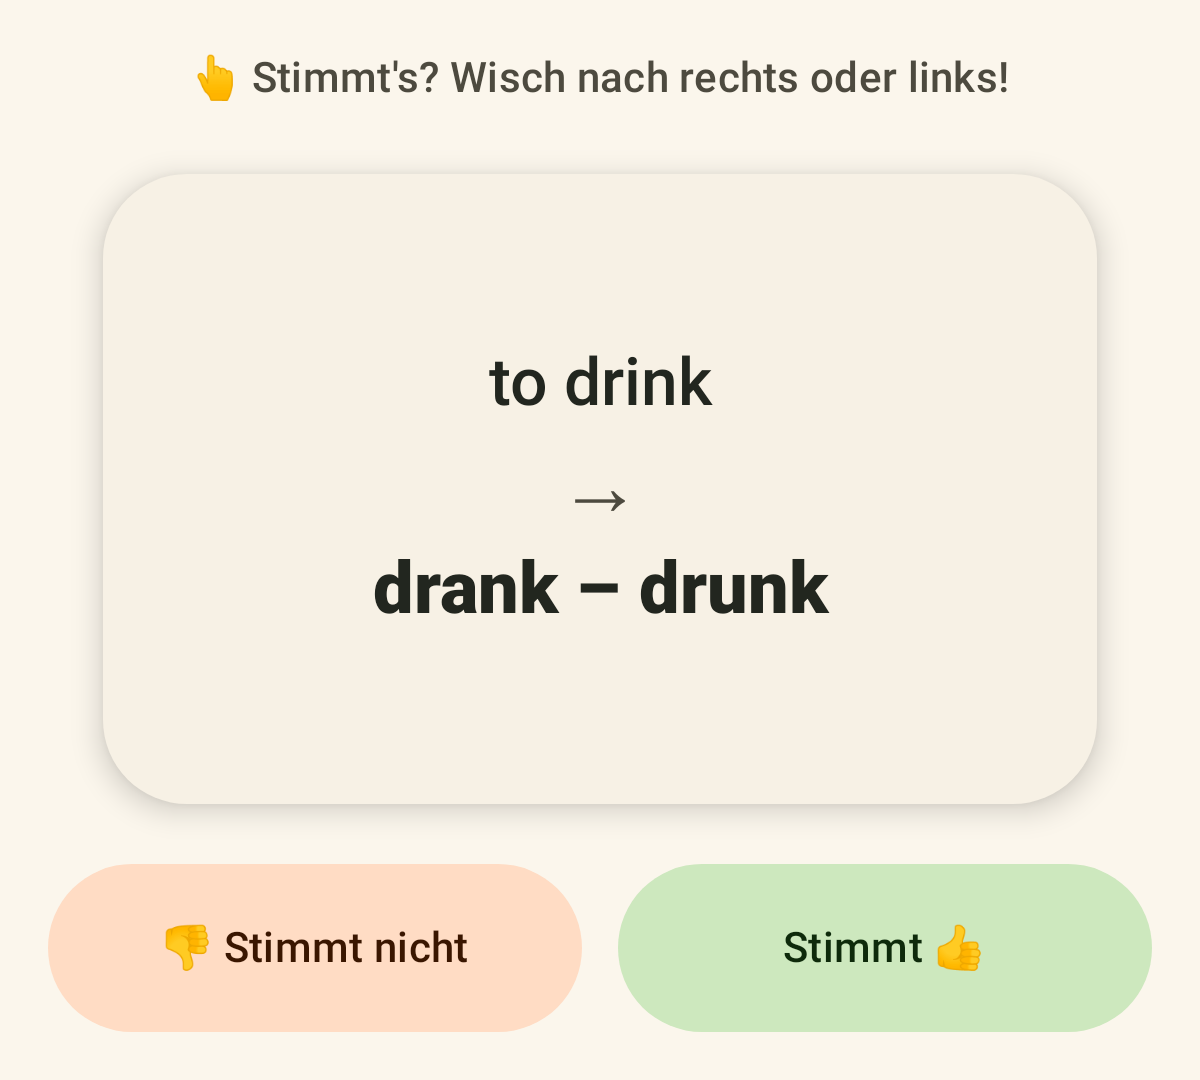 👆 Stimmt's? Wisch nach rechts oder links!
to drink
→
drank – drunk
👎 Stimmt nicht
Stimmt 👍